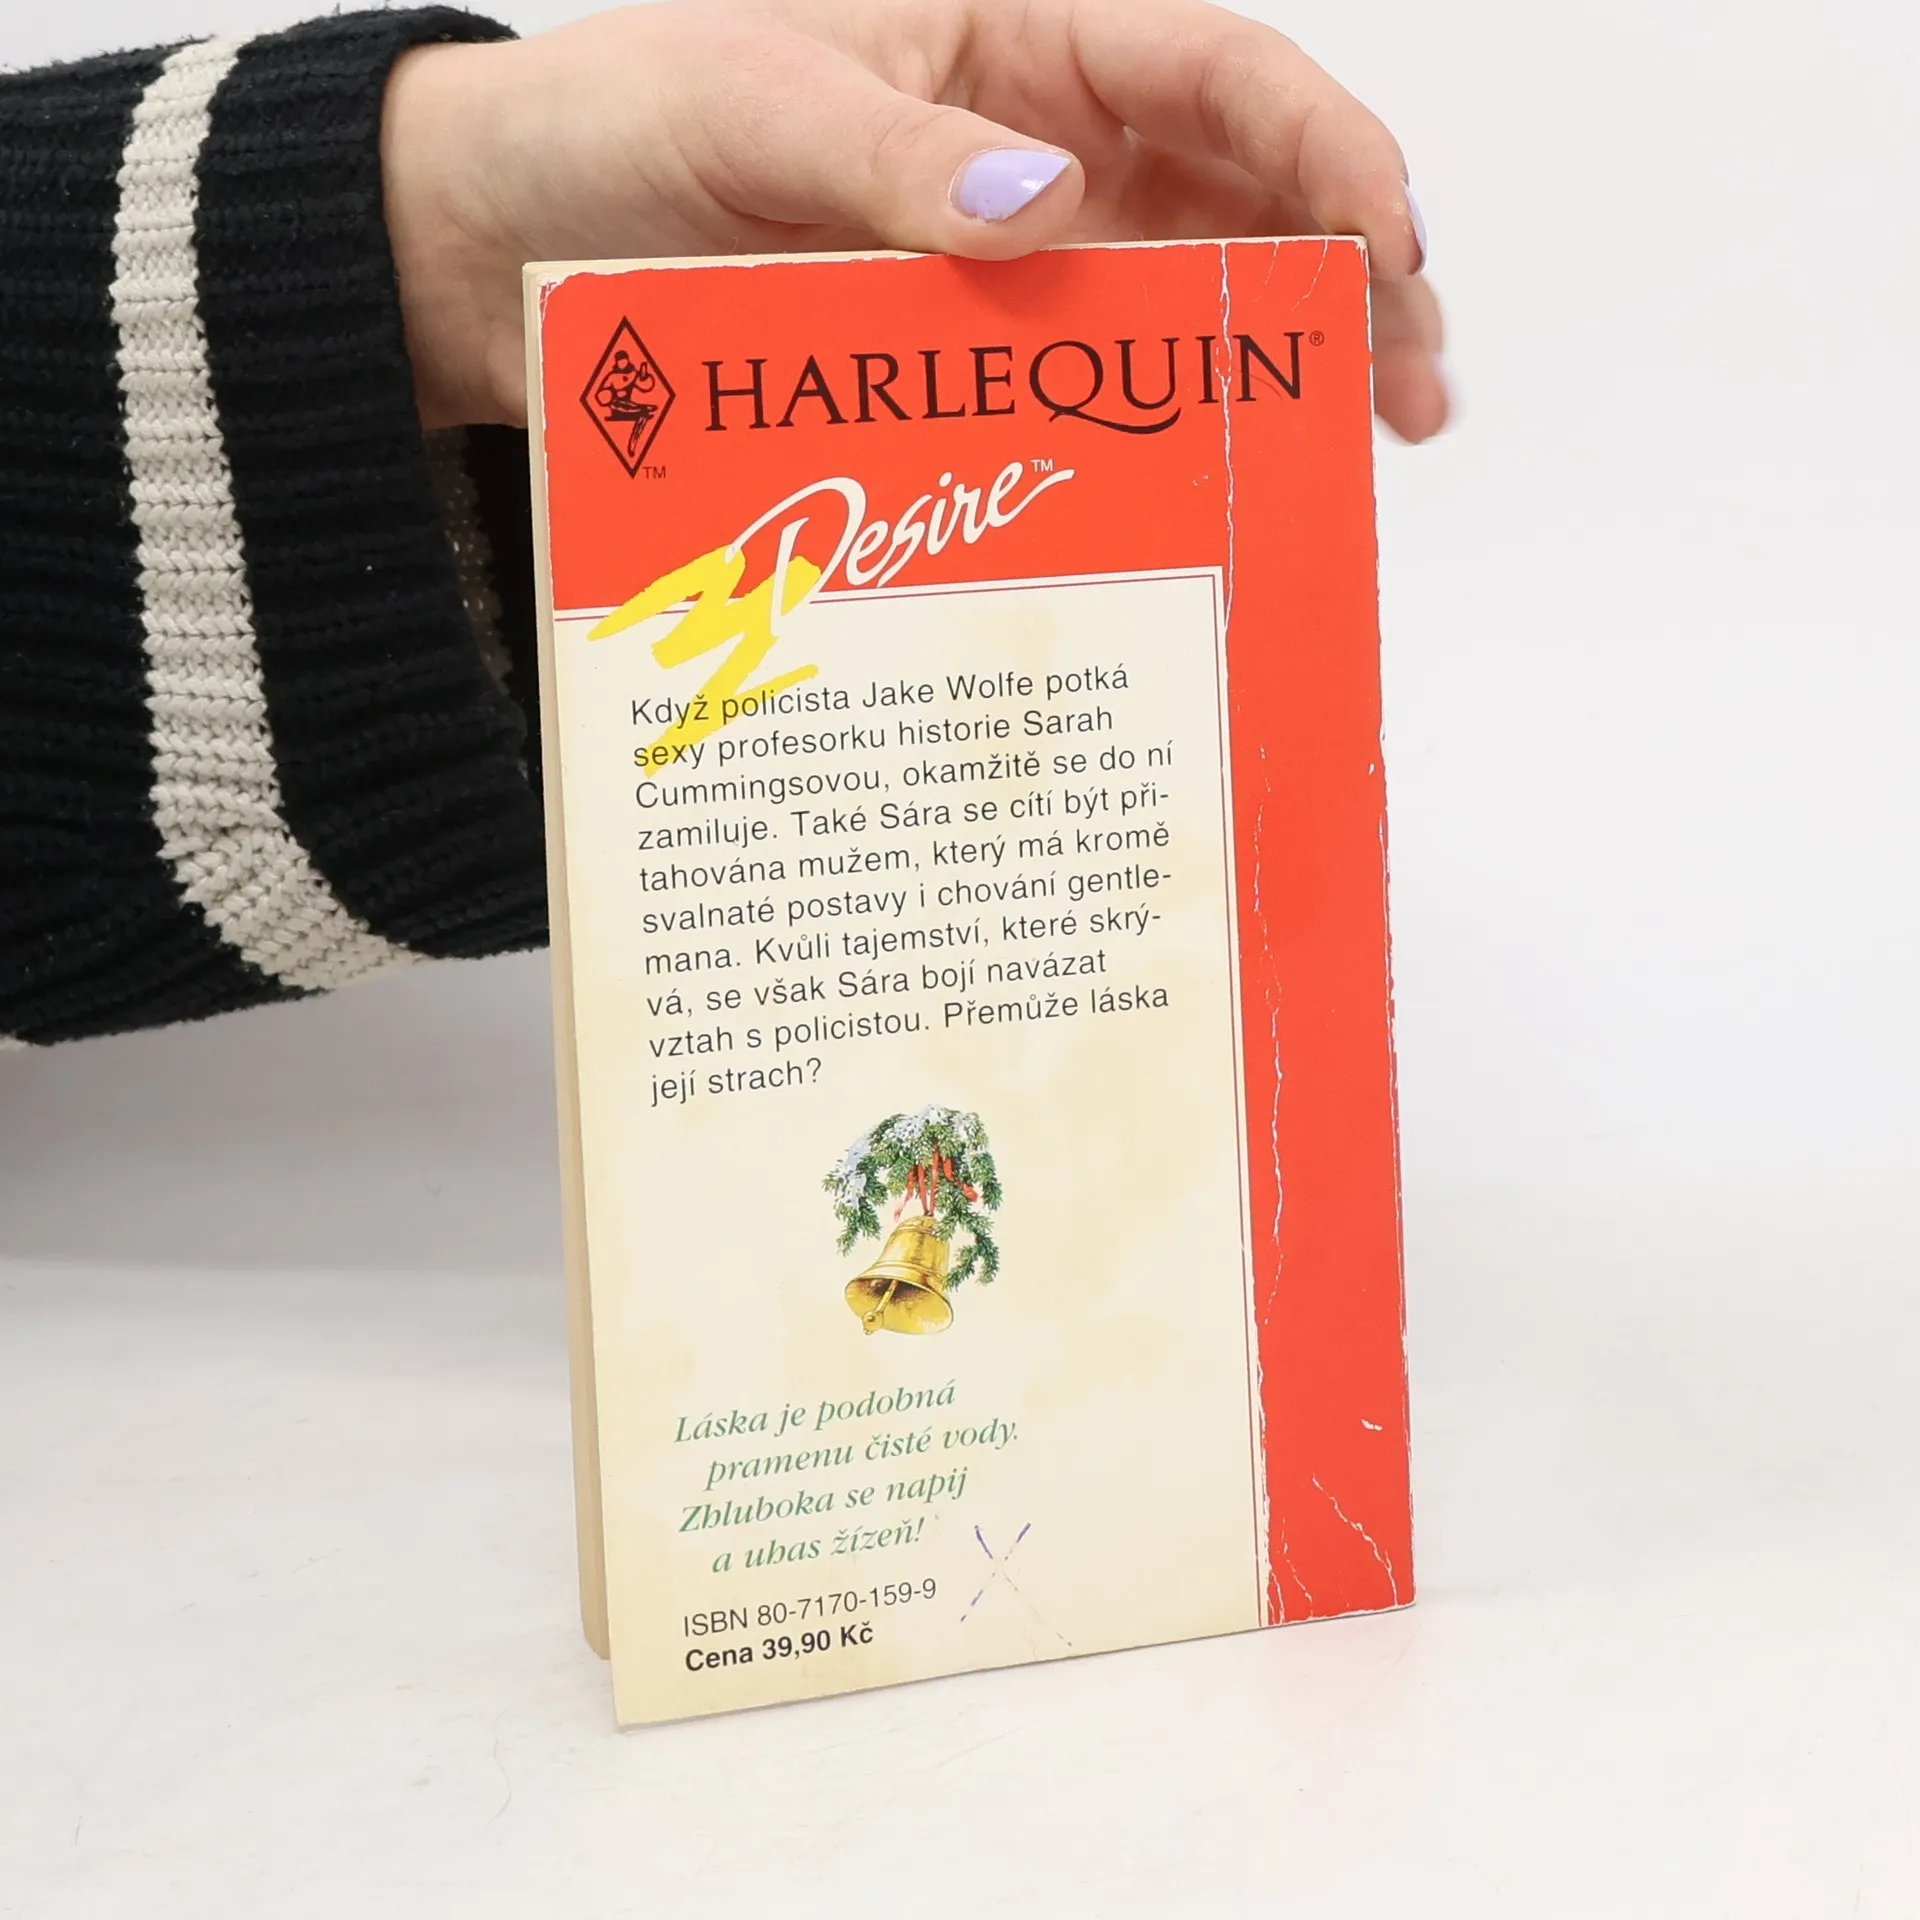 HARLEQUIN®
TM
Desire™
Když policista Jake Wolfe potká
sexy profesorku historie Sarah
Cummingsovou, okamžitě se do ní
zamiluje. Také Sára se cítí být při-
tahována mužem, který má kromě
svalnaté postavy i chování gentle-
mana. Kvůli tajemství, které skrý-
vá, se však Sára bojí navázat
vztah s policistou. Přemůže láska
její strach?
Láska je podobná
pramenu čisté vody.
Zhluboka se napij
a uhas žízeň!
ISBN 80-7170-159-9
Cena 39,90 Kč